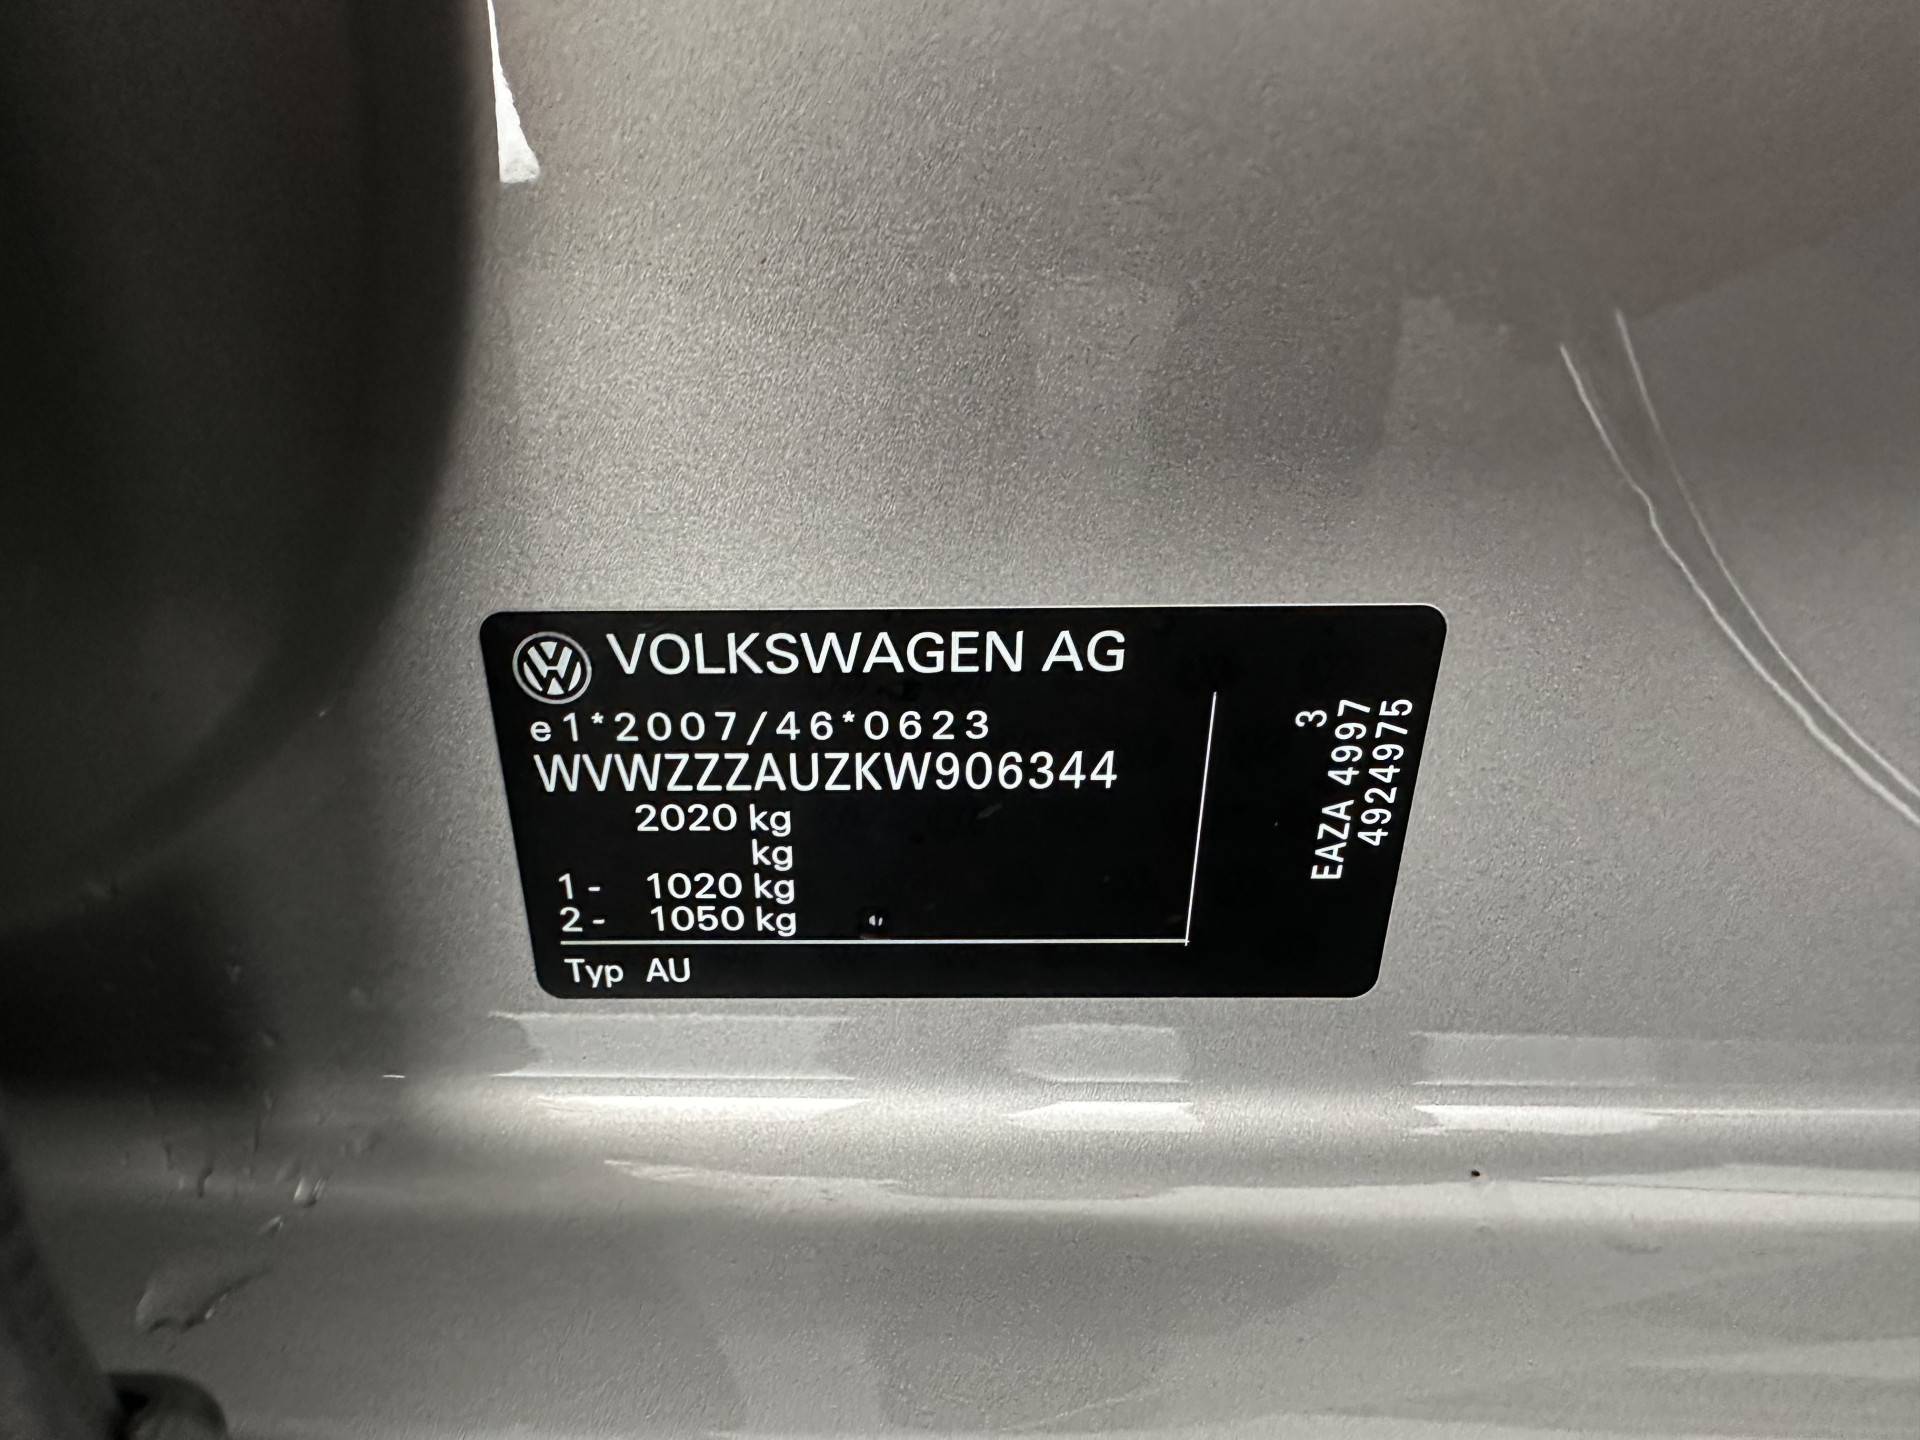 VOLKSWAGEN AG
e1*2007/46*0623
WVWZZZAUZKW906344
2020 kg
kg
1- 1020 kg
2- 1050 kg
Typ AU
3
EAZA 4997
4924975